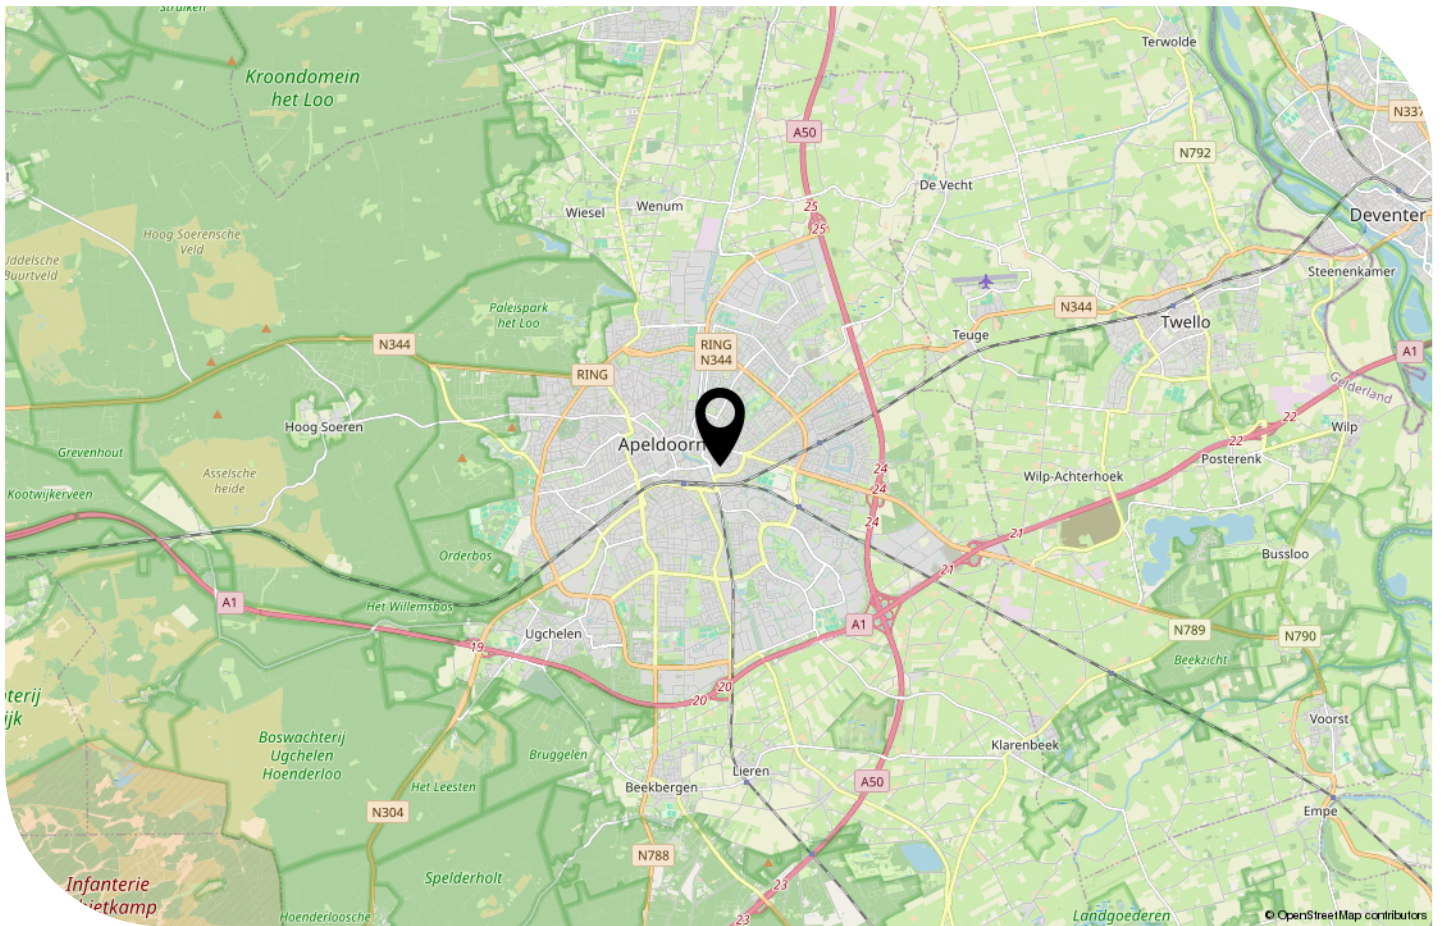 Struiken
Kroondomein
het Loo
Terwolde
N337
A50
N792
De Vecht
Wiesel
Wenum
25
25
Deventer
Hoog Soerensche
Veld
Uddelsche
Buurtveld
Steenenkamer
Paleispark
het Loo
N344
Teuge
Twello
N344
RING
N344
RING
A1
Gelderland
22
22
Hoog Soeren
Apeldoorn
Wilp
Grevenhout
Posterenk
Asselsche
heide
24
24
24
Wilp-Achterhoek
Kootwijkerveen
21
21
Orderbos
Bussloo
A1
Het Willemsbos
A1
Ugchelen
19
N789
N790
Beekzicht
20
20
Boswachterij
Ugchelen
Hoenderloo
Voorst
Klarenbeek
Bruggelen
Lieren
A50
Het Leesten
Beekbergen
N304
Empe
N788
Spelderholt
Infanterie
23
23
Hoenderloosche
Landgoederen
© OpenStreetMap contributors